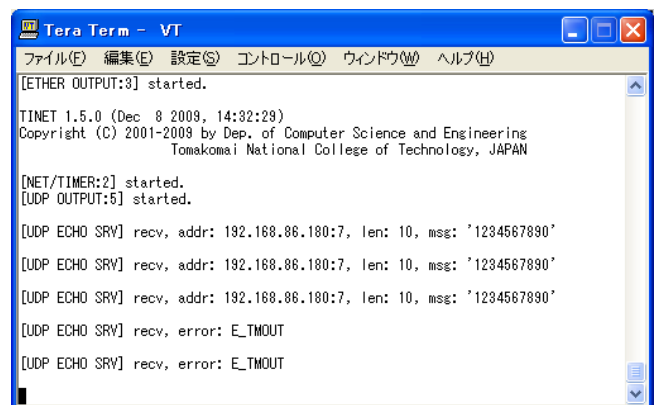 Tera Term - VT
ファイル(F) 編集(E) 設定(S) コントロール(O) ウィンドウ(W) ヘルプ(H)
[ETHER OUTPUT:3] started.
TINET 1.5.0 (Dec 8 2009, 14:32:29)
Copyright (C) 2001-2009 by Dep. of Computer Science and Engineering
Tomakomai National College of Technology, JAPAN
[NET/TIMER:2] started.
[UDP OUTPUT:5] started.
[UDP ECHO SRV] recv, addr: 192.168.86.180:7, len: 10, msg: '1234567890'
[UDP ECHO SRV] recv, addr: 192.168.86.180:7, len: 10, msg: '1234567890'
[UDP ECHO SRV] recv, addr: 192.168.86.180:7, len: 10, msg: '1234567890'
[UDP ECHO SRV] recv, error: E_TMOUT
[UDP ECHO SRV] recv, error: E_TMOUT